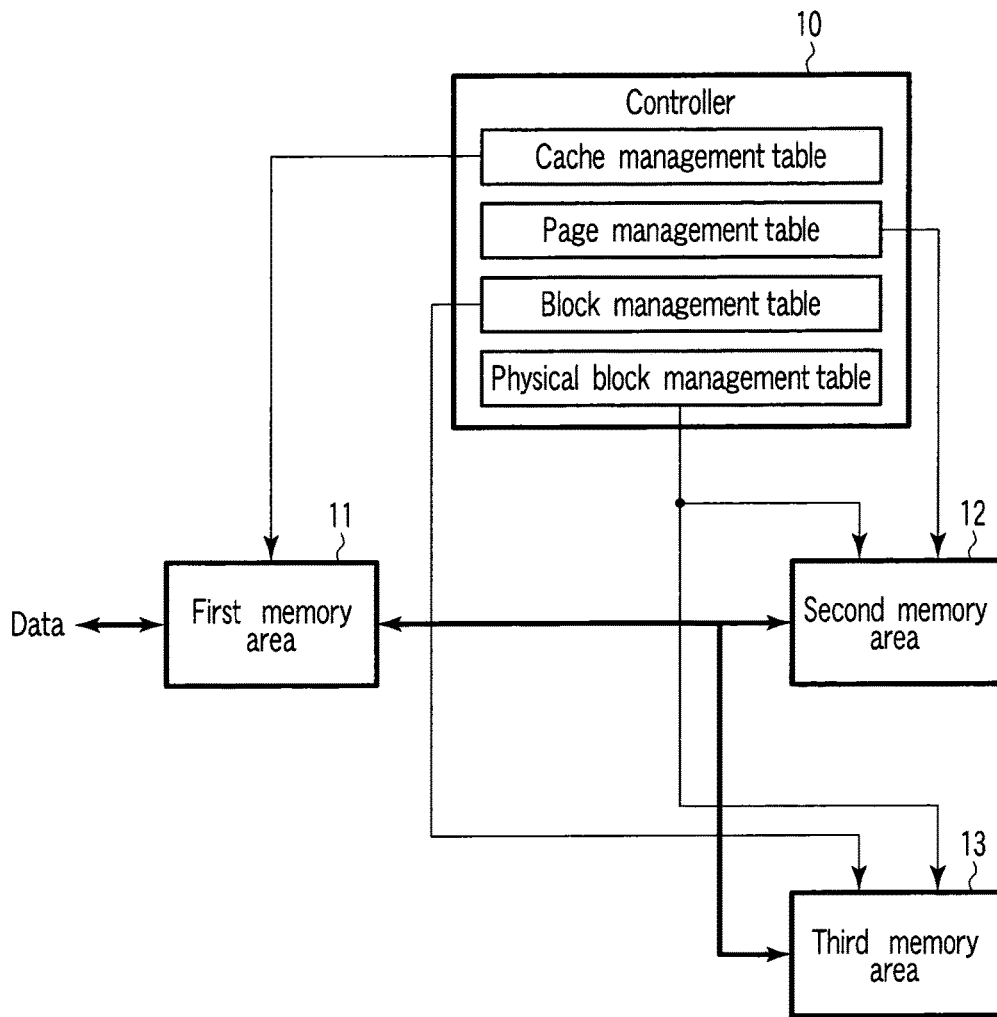 10
Controller
Cache management table
Page management table
Block management table
Physical block management table
11
12
Data
First memory
area
Second memory
area
13
Third memory
area